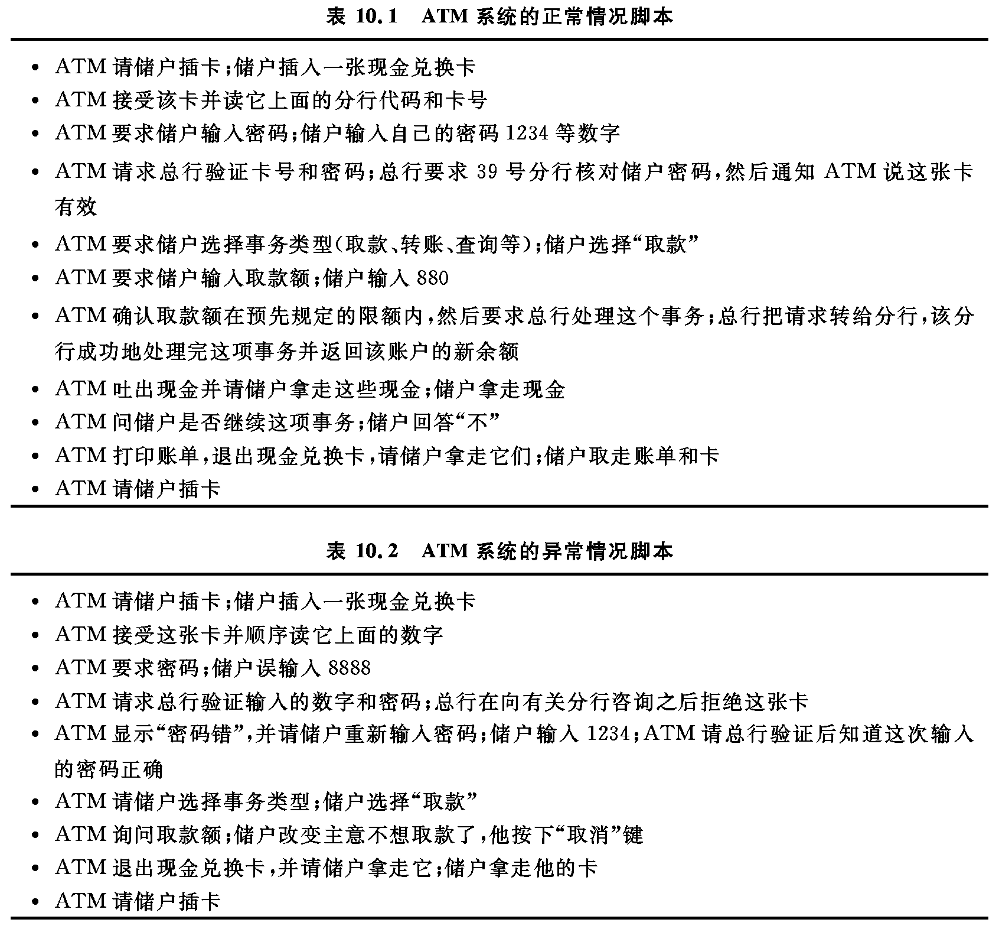 表 10.1 ATM 系统的正常情况脚本
• ATM 请储户插卡;储户插入一张现金兑换卡
• ATM 接受该卡并读它上面的分行代码和卡号
• ATM 要求储户输入密码;储户输入自己的密码 1234 等数字
• ATM 请求总行验证卡号和密码;总行要求 39 号分行核对储户密码,然后通知 ATM 说这张卡
有效
• ATM 要求储户选择事务类型(取款、转账、查询等);储户选择“取款”
• ATM 要求储户输入取款额;储户输入 880
• ATM 确认取款额在预先规定的限额内,然后要求总行处理这个事务;总行把请求转给分行,该分
行成功地处理完这项事务并返回该账户的新余额
• ATM 吐出现金并请储户拿走这些现金;储户拿走现金
• ATM 问储户是否继续这项事务;储户回答“不”
• ATM 打印账单,退出现金兑换卡,请储户拿走它们;储户取走账单和卡
• ATM 请储户插卡
表 10.2 ATM 系统的异常情况脚本
• ATM 请储户插卡;储户插入一张现金兑换卡
• ATM 接受这张卡并顺序读它上面的数字
• ATM 要求密码;储户误输入 8888
• ATM 请求总行验证输入的数字和密码;总行在向有关分行咨询之后拒绝这张卡
• ATM 显示“密码错”,并请储户重新输入密码;储户输入 1234;ATM 请总行验证后知道这次输入
的密码正确
• ATM 请储户选择事务类型;储户选择“取款”
• ATM 询问取款额;储户改变主意不想取款了,他按下“取消”键
• ATM 退出现金兑换卡,并请储户拿走它;储户拿走他的卡
• ATM 请储户插卡